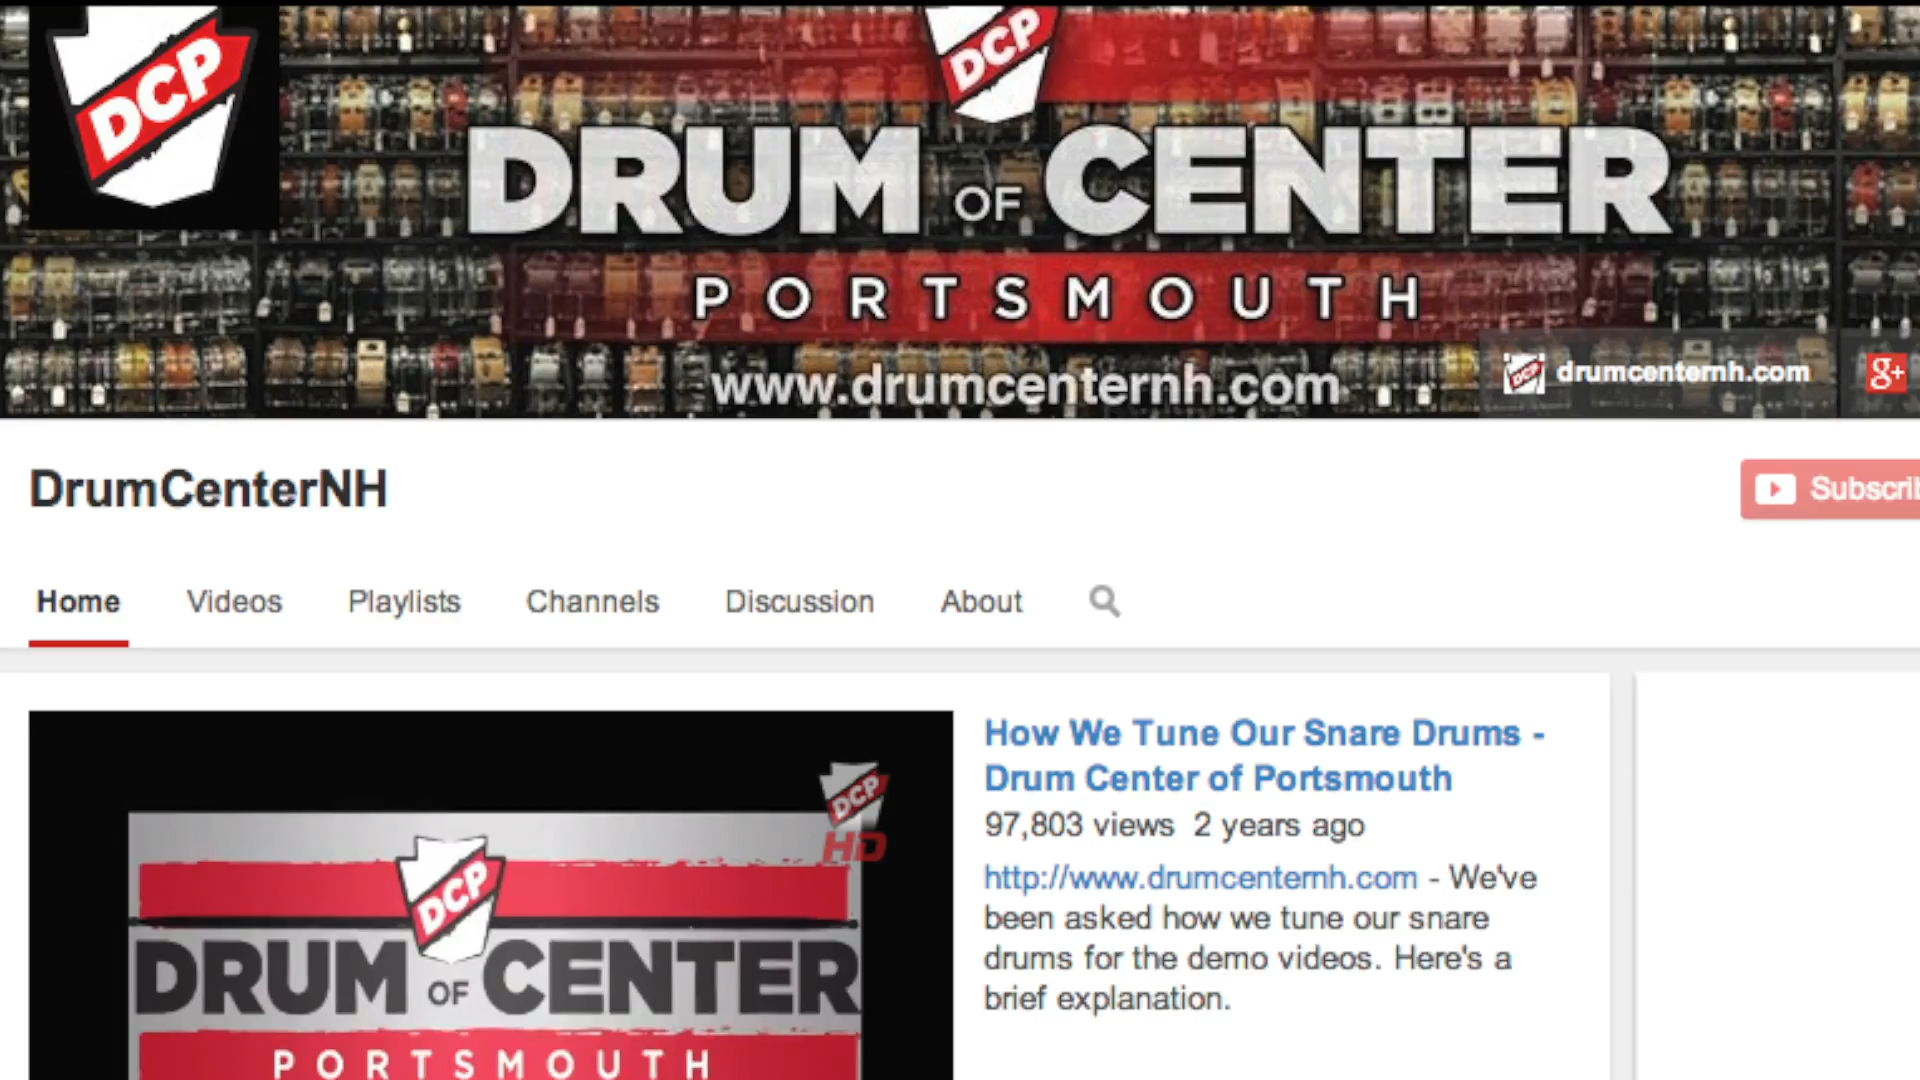 DCP
DCP
DRUM OF CENTER
PORTSMOUTH
www.drumcenternh.com
DCP drumcenternh.com g+
DrumCenterNH
Home Videos Playlists Channels Discussion About
How We Tune Our Snare Drums -
Drum Center of Portsmouth
97,803 views 2 years ago
http://www.drumcenternh.com - We've
been asked how we tune our snare
drums for the demo videos. Here's a
brief explanation.
DCP
HD
DCP
DRUM OF CENTER
PORTSMOUTH